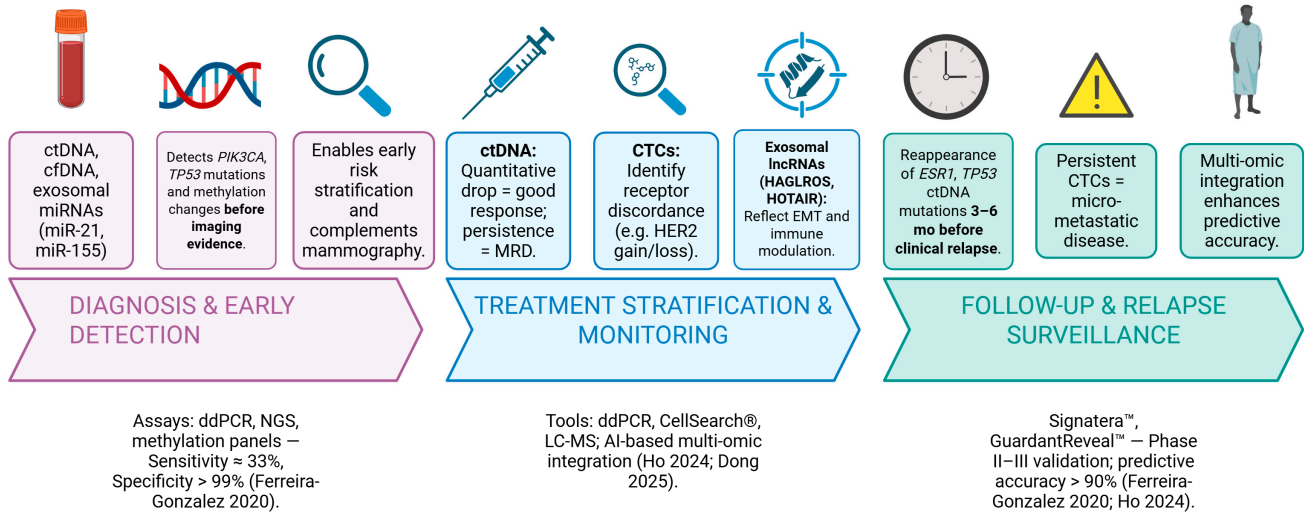 ctDNA,
cfDNA,
exosomal
miRNAs
(miR-21,
miR-155)
Detects PIK3CA,
TP53 mutations
and methylation
changes before
imaging
evidence.
Enables early
risk
stratification
and
complements
mammography.
ctDNA:
Quantitative
drop = good
response;
persistence
= MRD.
CTCs:
Identify
receptor
discordance
(e.g. HER2
gain/loss).
Exosomal
lncRNAs
(HAGLROS,
HOTAIR):
Reflect EMT and
immune
modulation.
Reappearance
of ESR1, TP53
ctDNA
mutations 3–6
mo before
clinical relapse.
Persistent
CTCs =
micro-
metastatic
disease.
Multi-omic
integration
enhances
predictive
accuracy.
DIAGNOSIS & EARLY
DETECTION
TREATMENT STRATIFICATION &
MONITORING
FOLLOW-UP & RELAPSE
SURVEILLANCE
Assays: ddPCR, NGS,
methylation panels —
Sensitivity ≈ 33%,
Specificity > 99% (Ferreira-
Gonzalez 2020).
Tools: ddPCR, CellSearch®,
LC-MS; AI-based multi-omic
integration (Ho 2024; Dong
2025).
Signatera™,
GuardantReveal™ — Phase
II–III validation; predictive
accuracy > 90% (Ferreira-
Gonzalez 2020; Ho 2024).